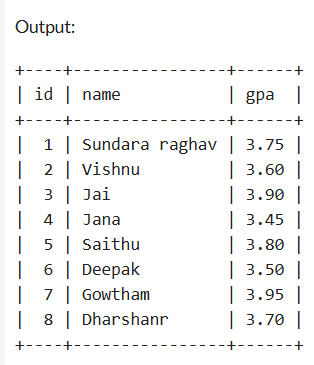 Output:
+----+----------------+------+
| id | name           | gpa  |
+----+----------------+------+
|  1 | Sundara raghav | 3.75 |
|  2 | Vishnu         | 3.60 |
|  3 | Jai            | 3.90 |
|  4 | Jana           | 3.45 |
|  5 | Saithu         | 3.80 |
|  6 | Deepak         | 3.50 |
|  7 | Gowtham        | 3.95 |
|  8 | Dharshanr      | 3.70 |
+----+----------------+------+